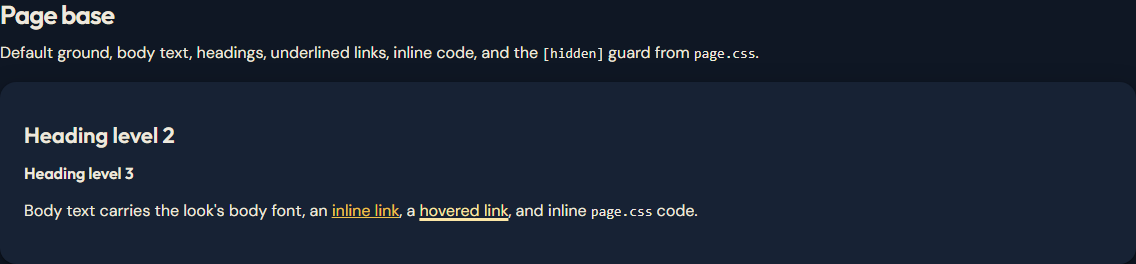 Page base
Default ground, body text, headings, underlined links, inline code, and the [hidden] guard from page.css.
Heading level 2
Heading level 3
Body text carries the look's body font, an inline link, a hovered link, and inline page.css code.